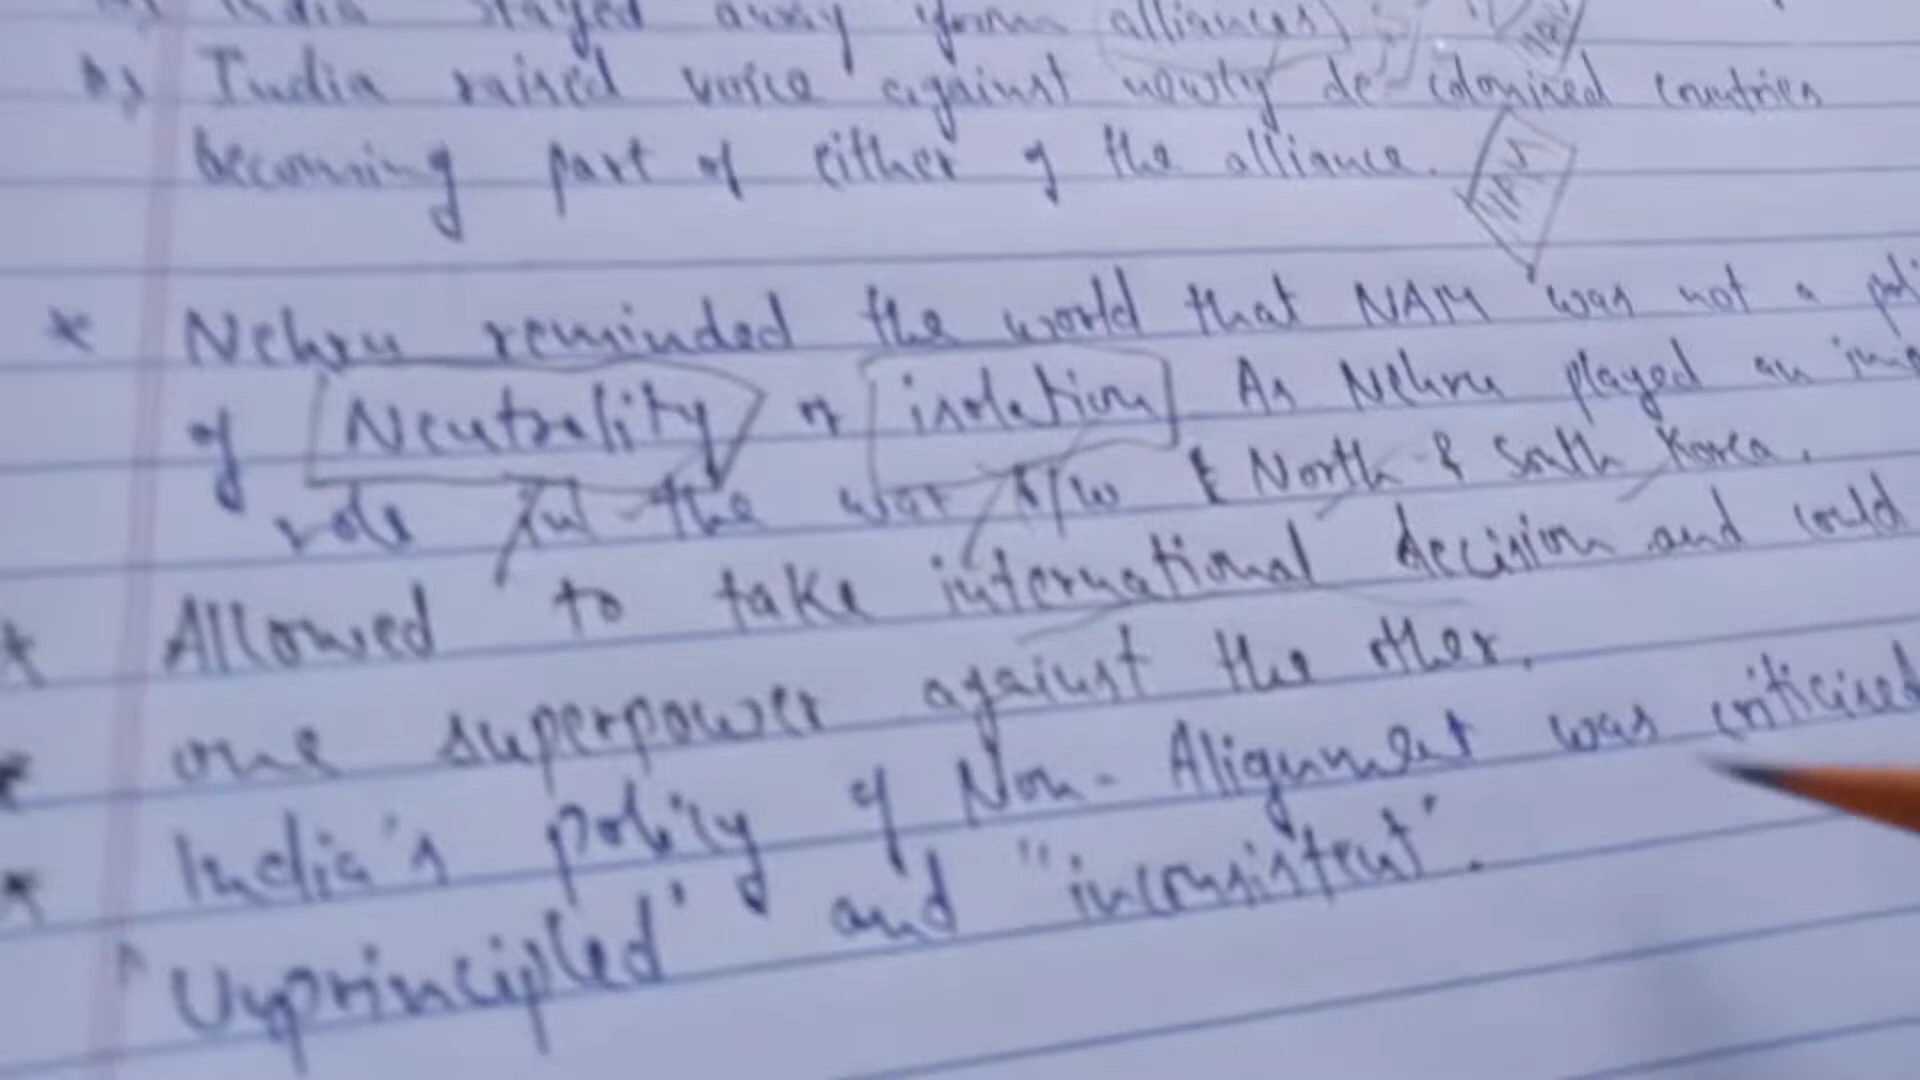 India stayed away from alliances)
b) India raised voice against newly de-colonised countries
becoming part of either of the alliance.
* Nehru reminded the world that NAM was not a pol
of Neutrality or isolation As Nehru played an imp
role in the war b/w North & South Korea.
* Allowed to take international decision and could
* one superpower against the other.
* India's policy of Non-Alignment was criticised
"Unprincipled" and "inconsistent".